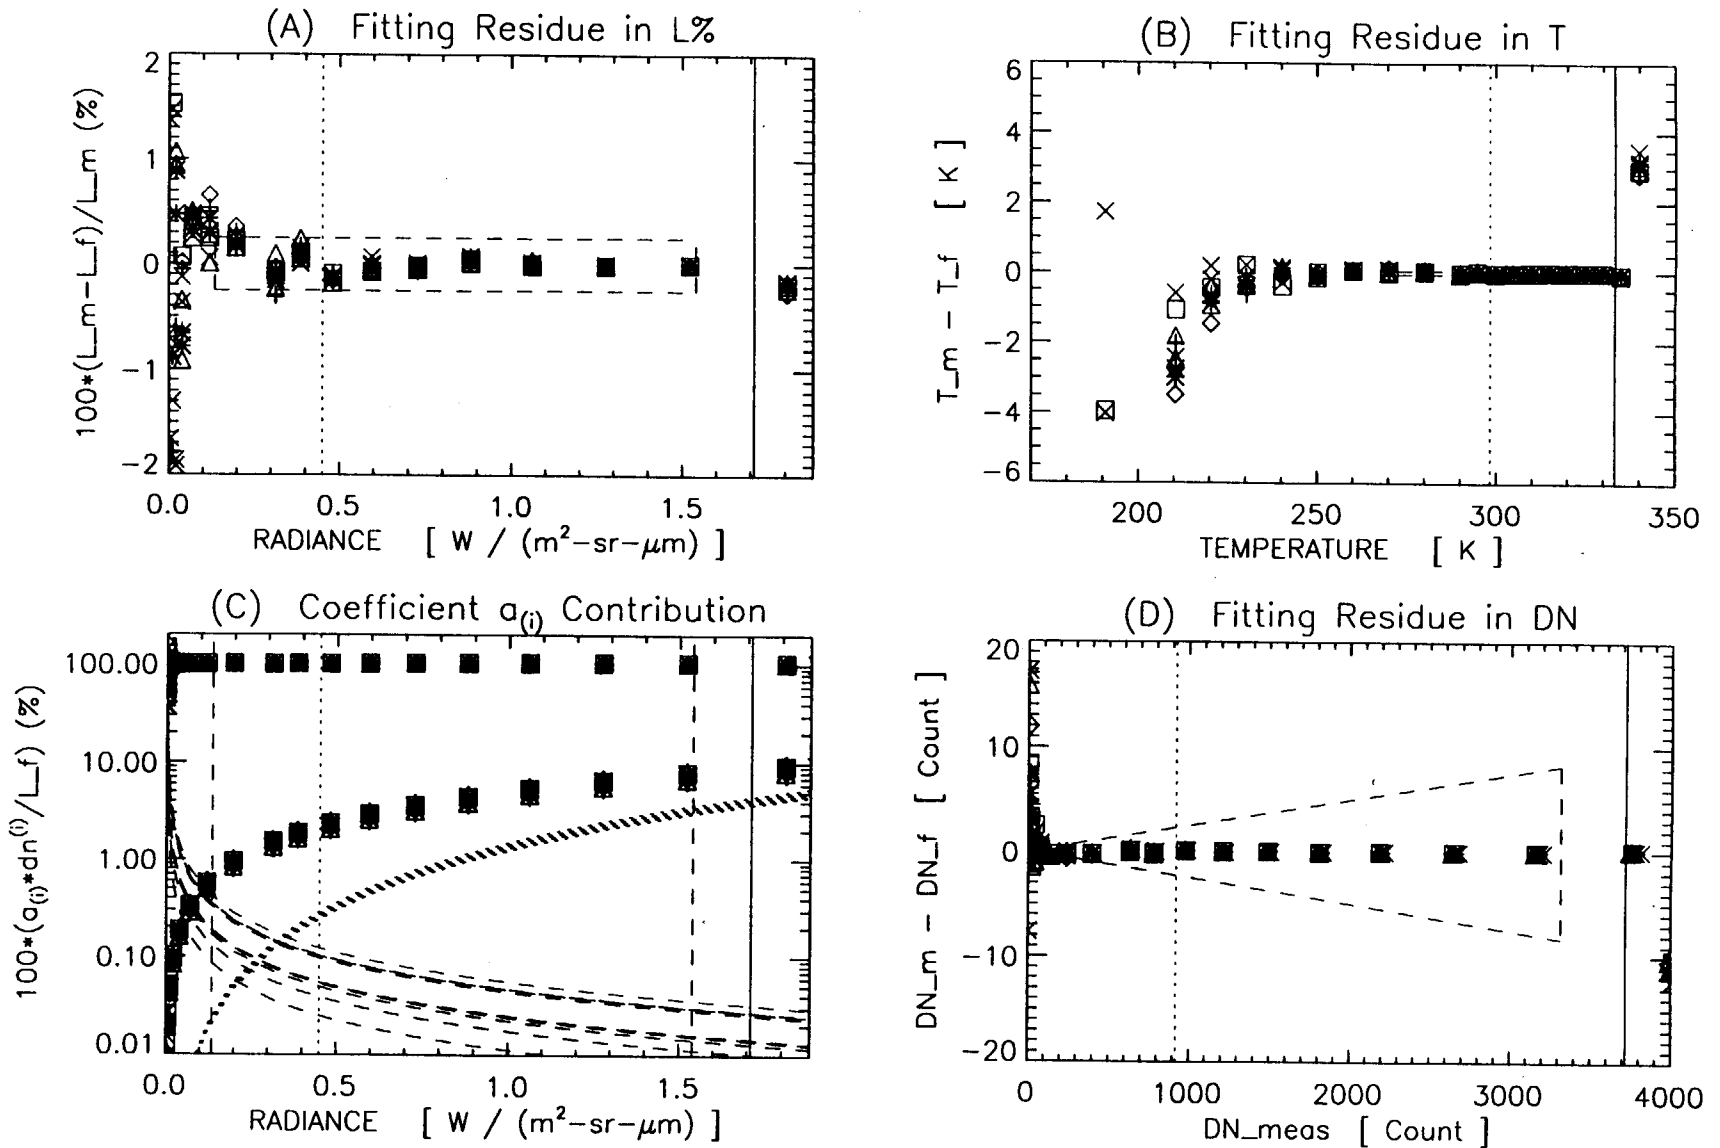 (A) Fitting Residue in L%
100*(L_m-L_f)/L_m (%)
2
1
0
-1
-2
0.0 0.5 1.0 1.5
RADIANCE [ W / (m²-sr-μm) ]
(B) Fitting Residue in T
T_m - T_f [ K ]
6
4
2
0
-2
-4
-6
200 250 300 350
TEMPERATURE [ K ]
(C) Coefficient a(i) Contribution
100*(a(i)*dn(i)/L_f) (%)
100.00
10.00
1.00
0.10
0.01
0.0 0.5 1.0 1.5
RADIANCE [ W / (m²-sr-μm) ]
(D) Fitting Residue in DN
DN_m - DN_f [ Count ]
20
10
0
-10
-20
0 1000 2000 3000 4000
DN_meas [ Count ]